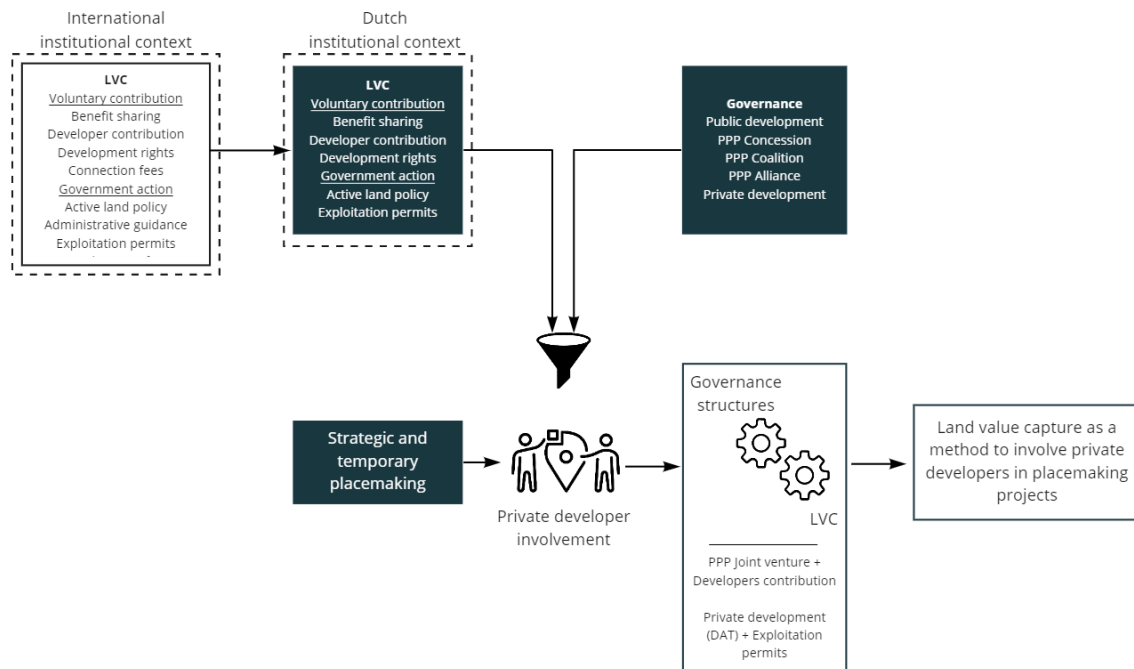 International
institutional context
LVC
Voluntary contribution
Benefit sharing
Developer contribution
Development rights
Connection fees
Government action
Active land policy
Administrative guidance
Exploitation permits
Dutch
institutional context
LVC
Voluntary contribution
Benefit sharing
Developer contribution
Development rights
Government action
Active land policy
Exploitation permits
Governance
Public development
PPP Concession
PPP Coalition
PPP Alliance
Private development
Strategic and
temporary
placemaking
Private developer
involvement
Governance
structures
LVC
PPP Joint venture +
Developers contribution
Private development
(DAT) + Exploitation
permits
Land value capture as a
method to involve private
developers in placemaking
projects